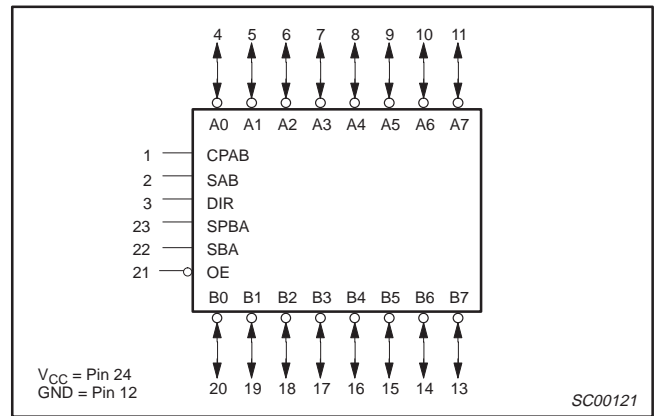 4 5 6 7 8 9 10 11
A0 A1 A2 A3 A4 A5 A6 A7
1 CPAB
2 SAB
3 DIR
23 SPBA
22 SBA
21 OE
B0 B1 B2 B3 B4 B5 B6 B7
20 19 18 17 16 15 14 13
VCC = Pin 24
GND = Pin 12
SC00121